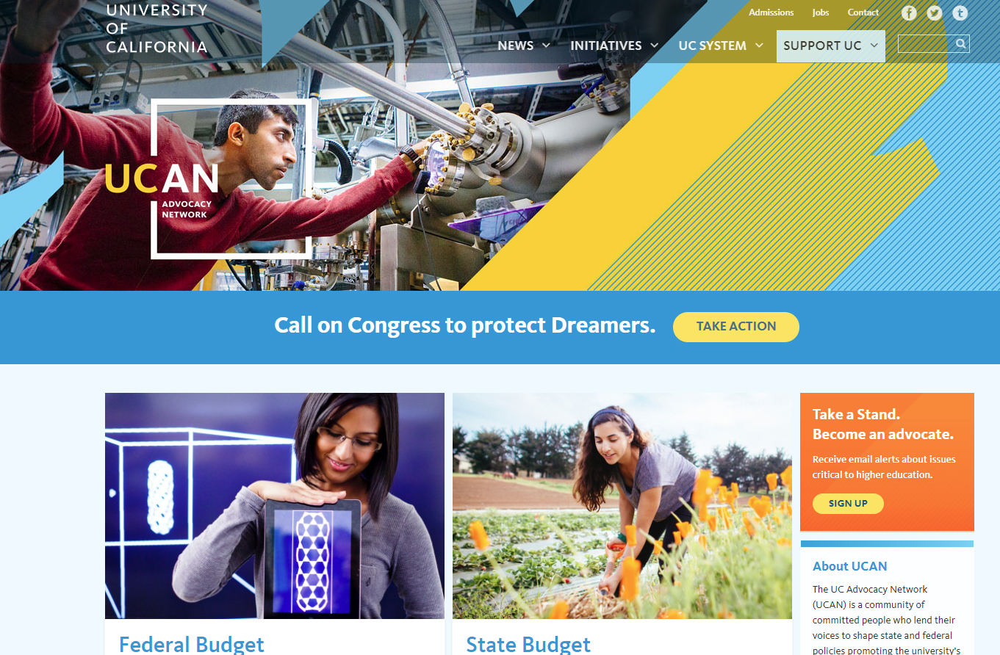 UNIVERSITY
OF
CALIFORNIA
Admissions Jobs Contact
NEWS INITIATIVES UC SYSTEM SUPPORT UC
UCAN
ADVOCACY
NETWORK
Call on Congress to protect Dreamers. TAKE ACTION
Take a Stand.
Become an advocate.
Receive email alerts about issues
critical to higher education.
SIGN UP
About UCAN
The UC Advocacy Network
(UCAN) is a community of
committed people who lend their
voices to shape state and federal
policies promoting the university's
Federal Budget
State Budget